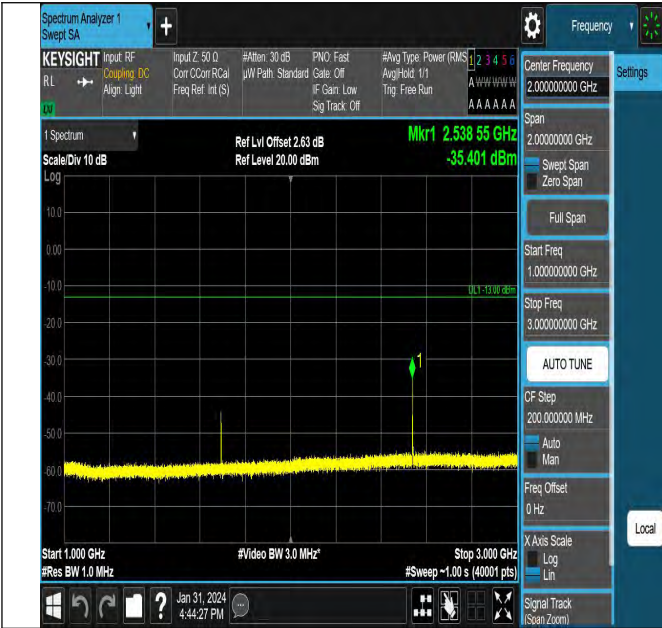 Spectrum Analyzer 1
Swept SA
+
Frequency
KEYSIGHT
RL
Input: RF
Coupling: DC
Align: Light
Input Z: 50 Ω
Corr CCorr RCal
Freq Ref: Int (S)
#Atten: 30 dB
µW Path: Standard
PNO: Fast
Gate: Off
IF Gain: Low
Sig Track: Off
#Avg Type: Power (RMS
Avg|Hold: 1/1
Trig: Free Run
1 2 3 4 5 6
A W W W W W
A A A A A A
1 Spectrum
Scale/Div 10 dB
Ref Lvl Offset 2.63 dB
Ref Level 20.00 dBm
Mkr1 2.538 55 GHz
-35.401 dBm
Log
10.0
0.00
-10.0
DL1 -13.00 dBm
-20.0
-30.0
1
-40.0
-50.0
-60.0
-70.0
Start 1.000 GHz
#Video BW 3.0 MHz*
Stop 3.000 GHz
#Res BW 1.0 MHz
#Sweep ~1.00 s (40001 pts)
?
Jan 31, 2024
4:44:27 PM
Center Frequency
2.000000000 GHz
Settings
Span
2.00000000 GHz
Swept Span
Zero Span
Full Span
Start Freq
1.000000000 GHz
Stop Freq
3.000000000 GHz
AUTO TUNE
CF Step
200.000000 MHz
Auto
Man
Freq Offset
0 Hz
Local
X Axis Scale
Log
Lin
Signal Track
(Span Zoom)